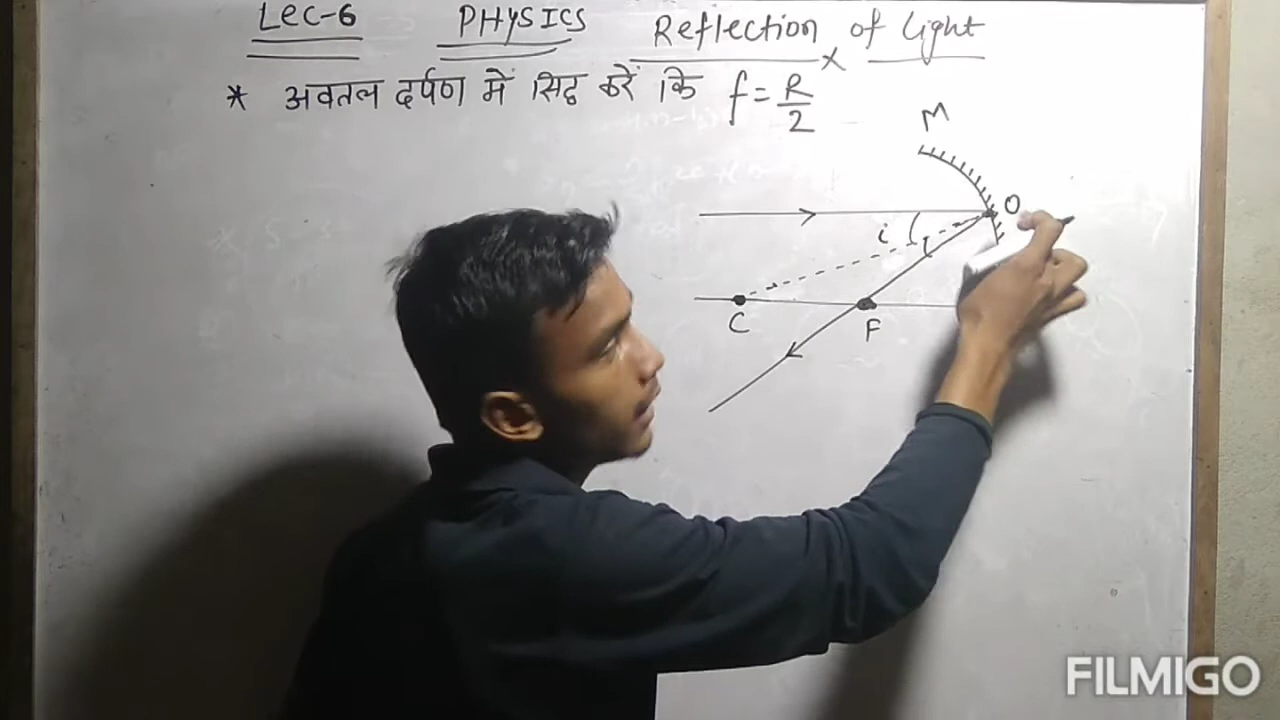 Lec-6 PHYSICS Reflection of light
* अवतल दर्पण में सिद्ध करें कि f = R/2
M
O
i r
C F
FILMIGO